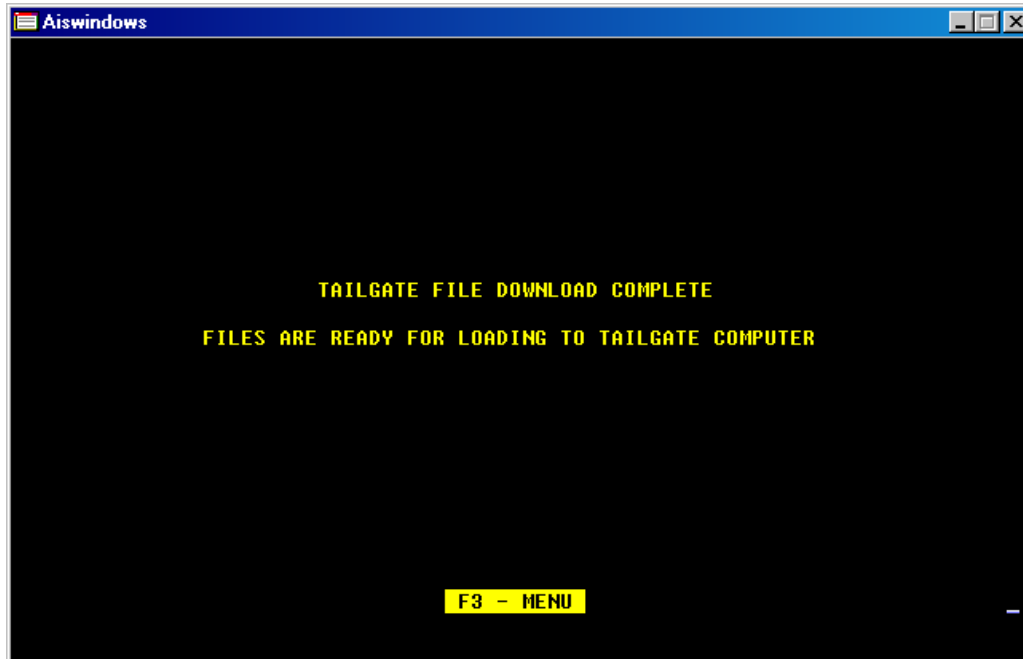 Aiswindows
TAILGATE FILE DOWNLOAD COMPLETE
FILES ARE READY FOR LOADING TO TAILGATE COMPUTER
F3 - MENU